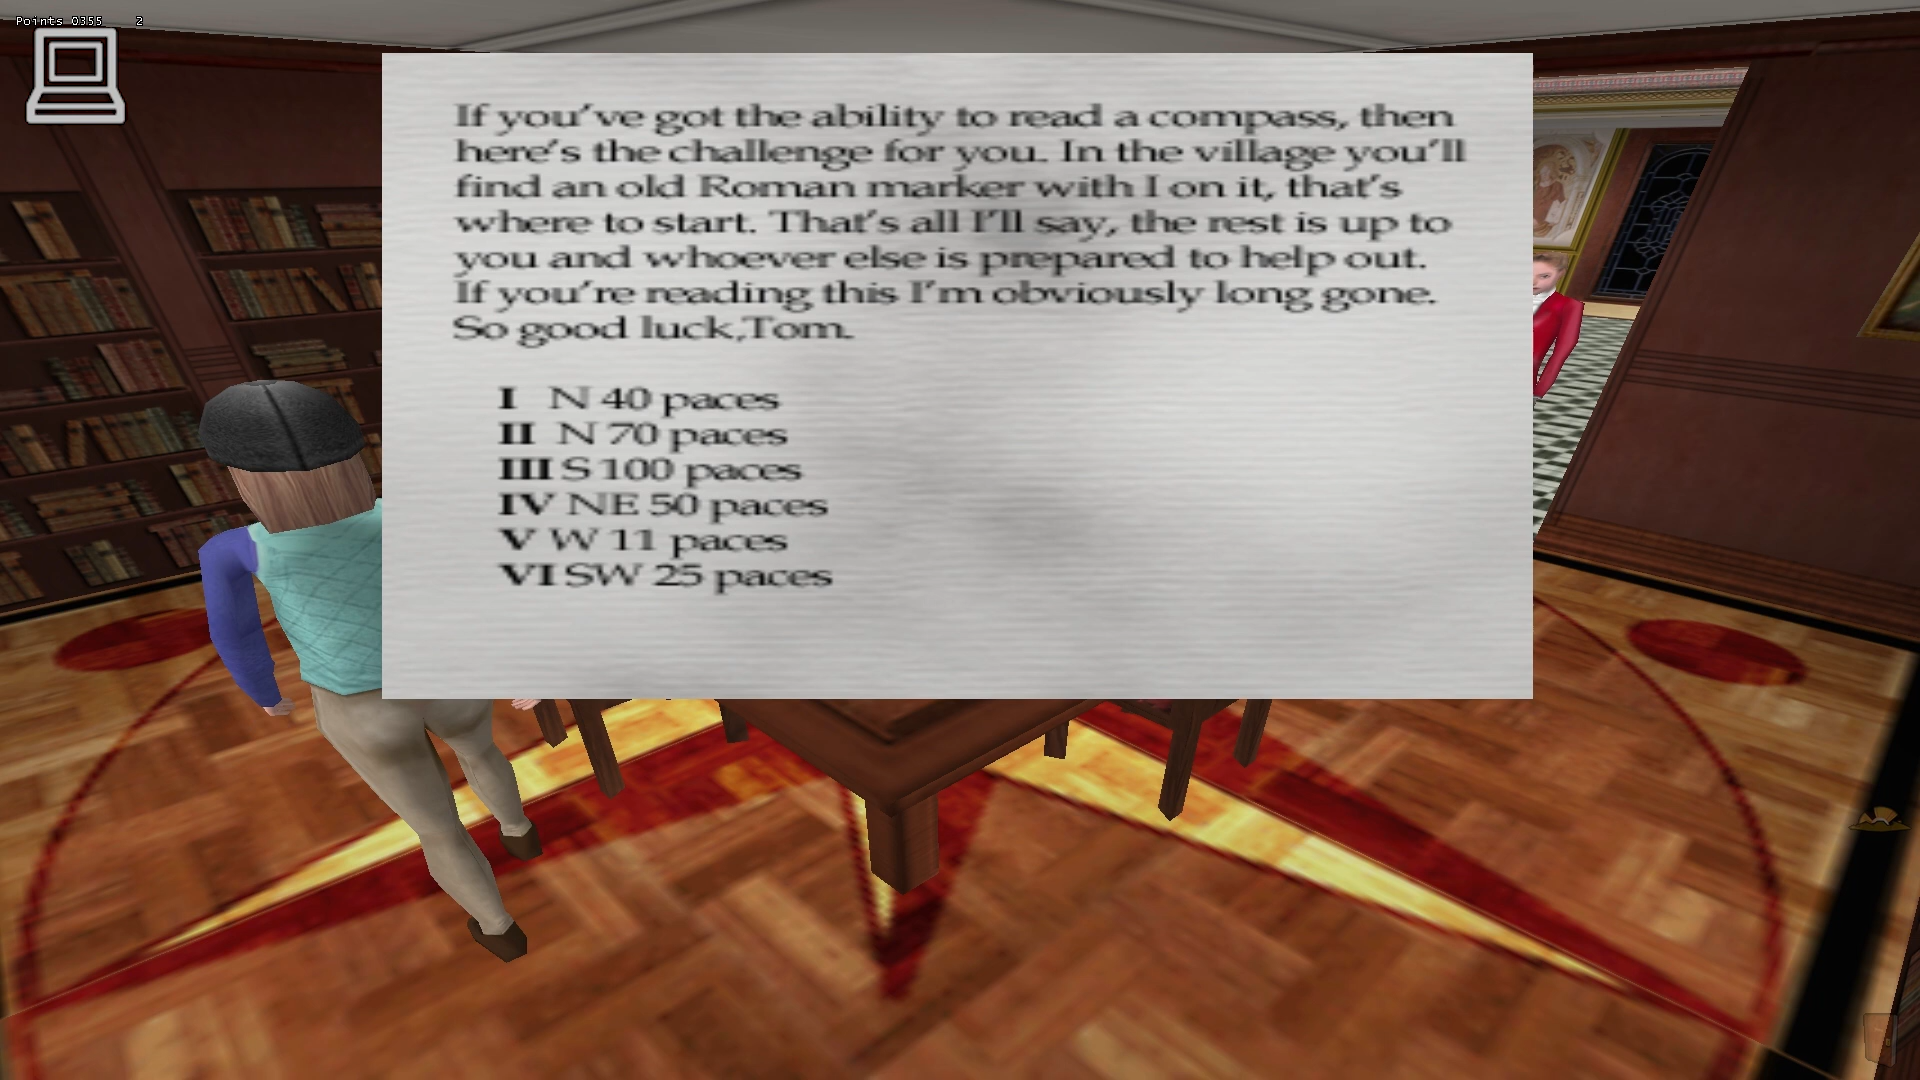 Points 0355 2
If you've got the ability to read a compass, then
here's the challenge for you. In the village you'll
find an old Roman marker with I on it, that's
where to start. That's all I'll say, the rest is up to
you and whoever else is prepared to help out.
If you're reading this I'm obviously long gone.
So good luck,Tom.
I N 40 paces
II N 70 paces
III S 100 paces
IV NE 50 paces
V W 11 paces
VI SW 25 paces